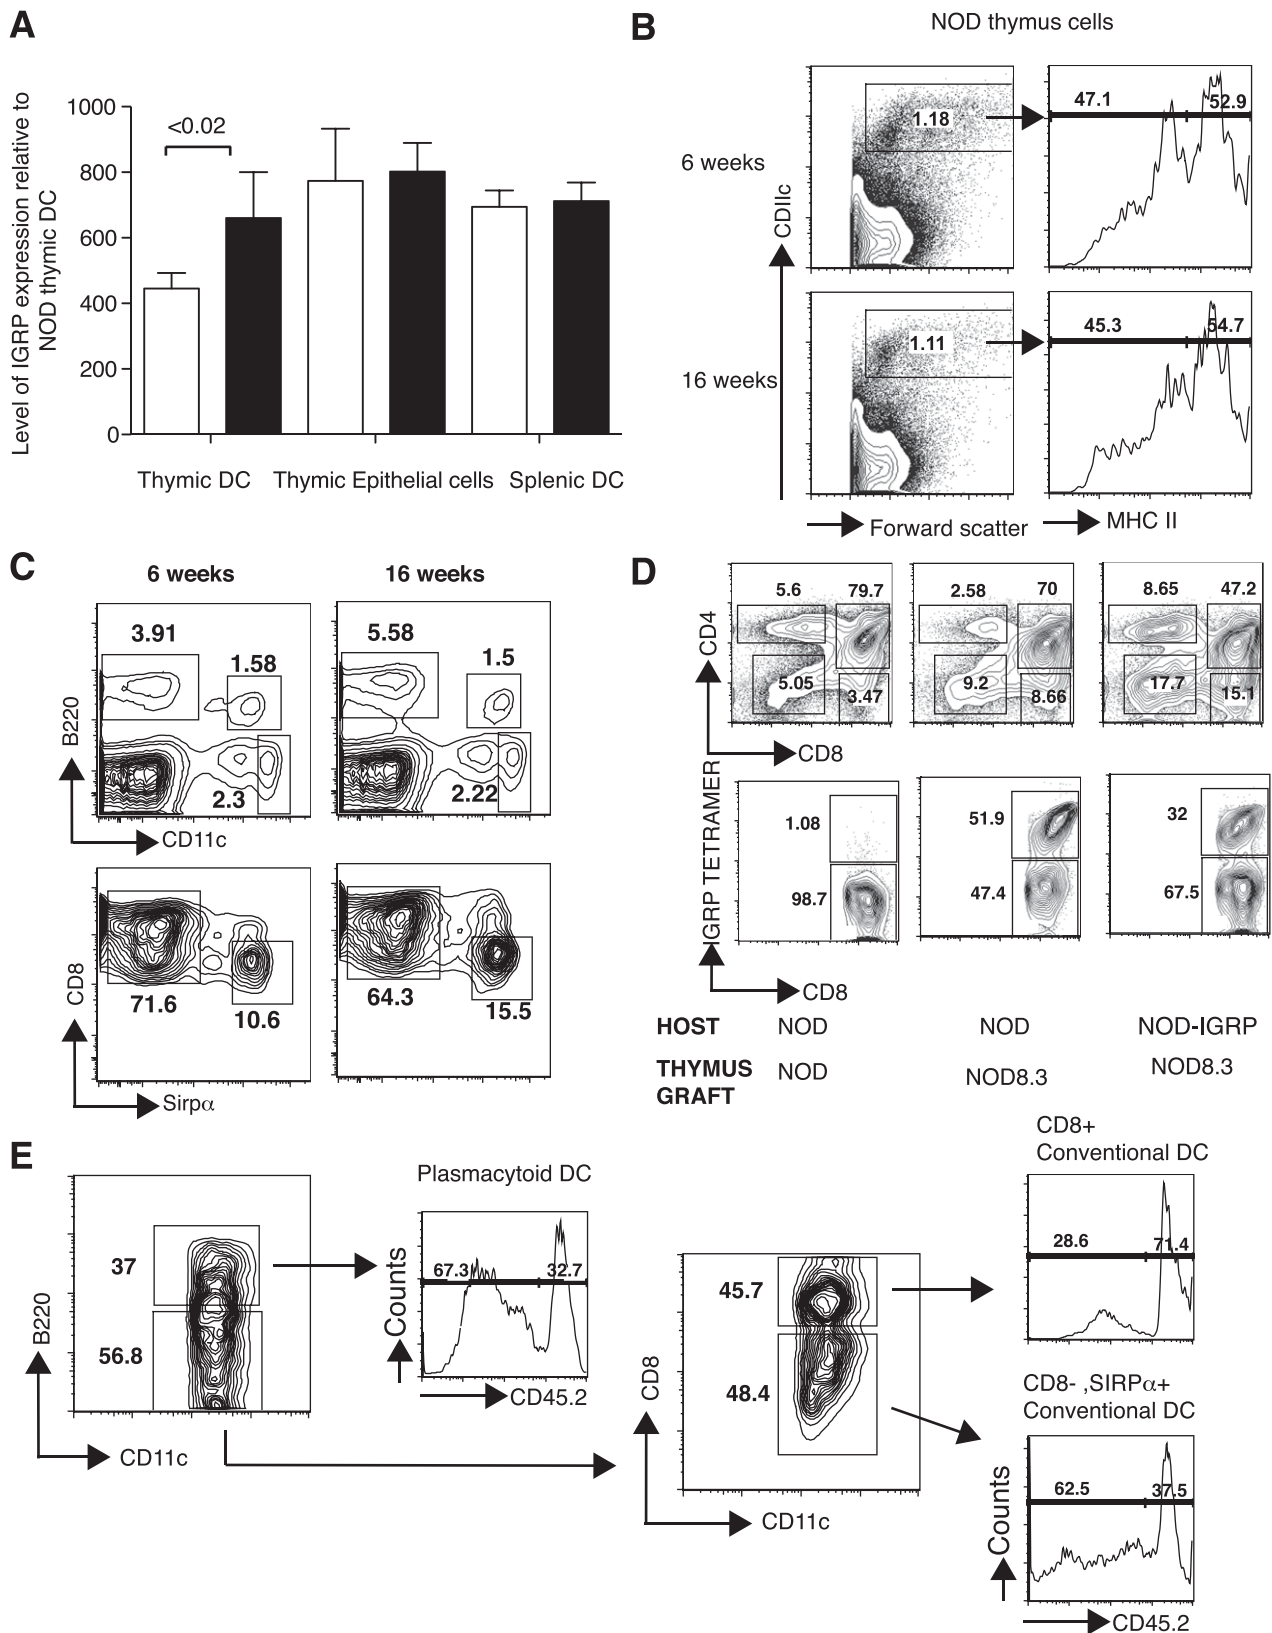 A
Level of IGRP expression relative to
NOD thymic DC
1000
800
600
400
200
0
<0.02
Thymic DC
Thymic Epithelial cells
Splenic DC
B
NOD thymus cells
6 weeks
16 weeks
CDIIc
1.18
47.1
52.9
1.11
45.3
54.7
Forward scatter
MHC II
C
6 weeks
16 weeks
3.91
1.58
2.3
5.58
1.5
2.22
B220
CD11c
71.6
10.6
64.3
15.5
CD8
Sirpα
D
5.6
79.7
5.05
3.47
2.58
70
9.2
8.66
8.65
47.2
17.7
15.1
CD4
CD8
IGRP TETRAMER
1.08
98.7
51.9
47.4
32
67.5
CD8
HOST
NOD
NOD
NOD-IGRP
THYMUS
GRAFT
NOD
NOD8.3
NOD8.3
E
37
56.8
B220
CD11c
Plasmacytoid DC
67.3
32.7
Counts
CD45.2
45.7
48.4
CD8
CD11c
CD8+
Conventional DC
28.6
71.4
CD8- ,SIRPα+
Conventional DC
62.5
37.5
Counts
CD45.2